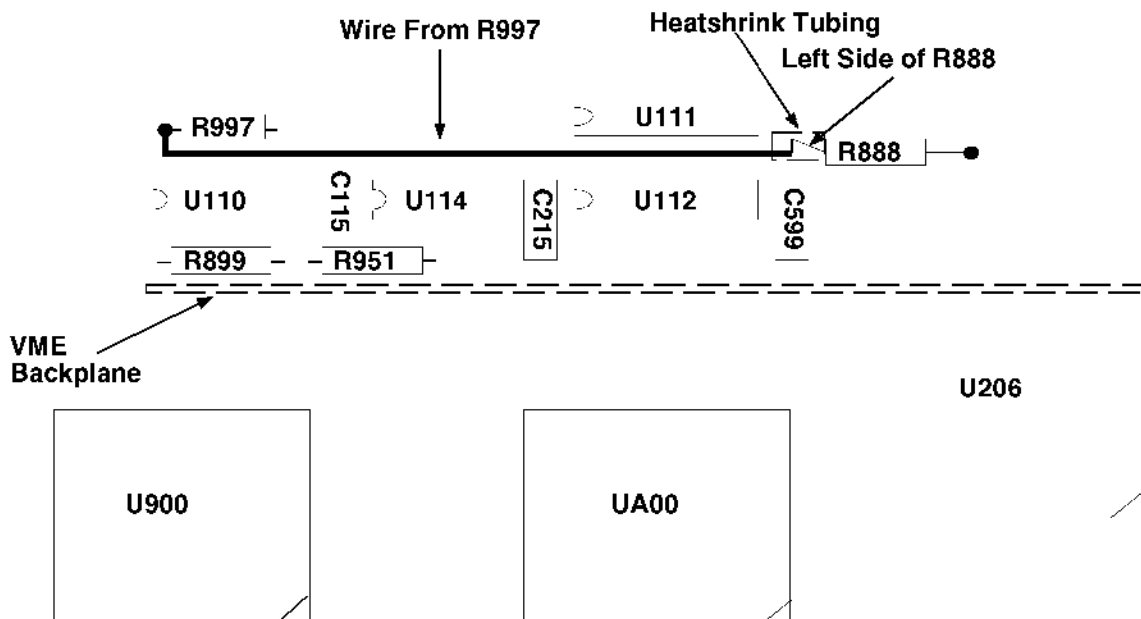 Heatshrink Tubing
Wire From R997
Left Side of R888
R997
U111
R888
U110
C115
U114
C215
U112
C599
R899
R951
VME
Backplane
U206
U900
UA00